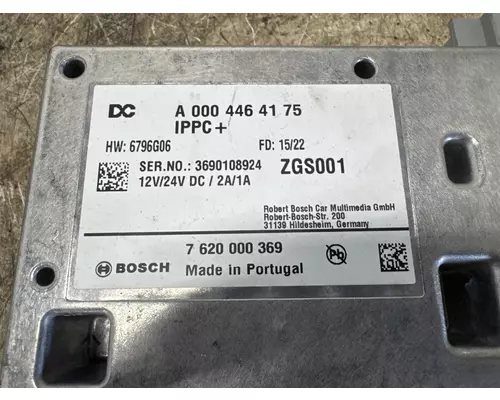 DC A 000 446 41 75
IPPC+
HW: 6796G06 FD: 15/22
SER.NO.: 3690108924 ZGS001
12V/24V DC / 2A/1A
Robert Bosch Car Multimedia GmbH
Robert-Bosch-Str. 200
31139 Hildesheim, Germany
7 620 000 369
BOSCH Made in Portugal
Pb